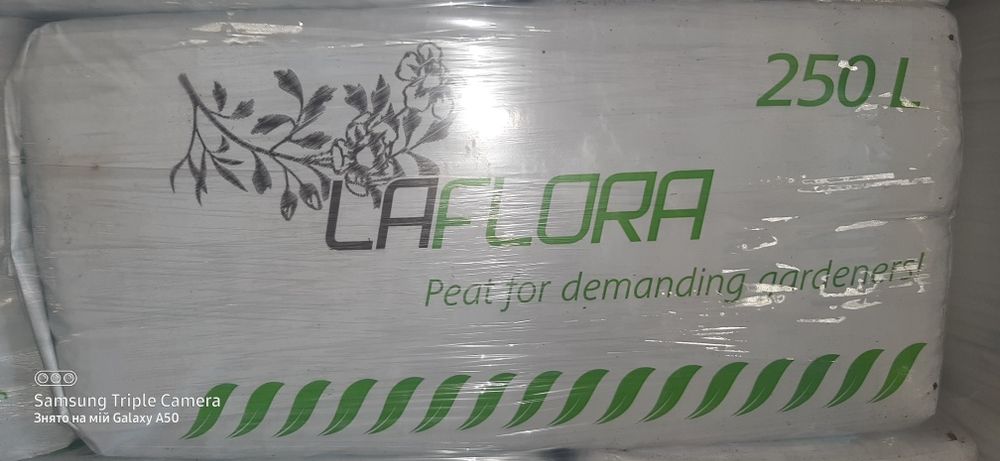 250 L
LAFLORA
Peat for demanding gardeners!
Samsung Triple Camera
Знято на мій Galaxy A50